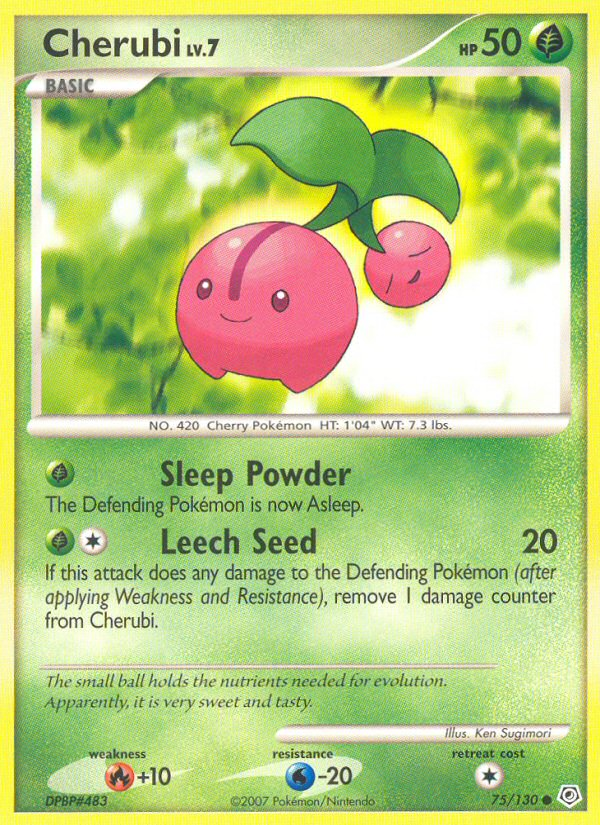 Cherubi LV.7
HP 50
BASIC
NO. 420 Cherry Pokémon HT: 1'04" WT: 7.3 lbs.
Sleep Powder
The Defending Pokémon is now Asleep.
Leech Seed 20
If this attack does any damage to the Defending Pokémon (after
applying Weakness and Resistance), remove 1 damage counter
from Cherubi.
The small ball holds the nutrients needed for evolution.
Apparently, it is very sweet and tasty.
Illus. Ken Sugimori
weakness resistance retreat cost
+10 -20
DPBP#483 ©2007 Pokémon/Nintendo 75/130